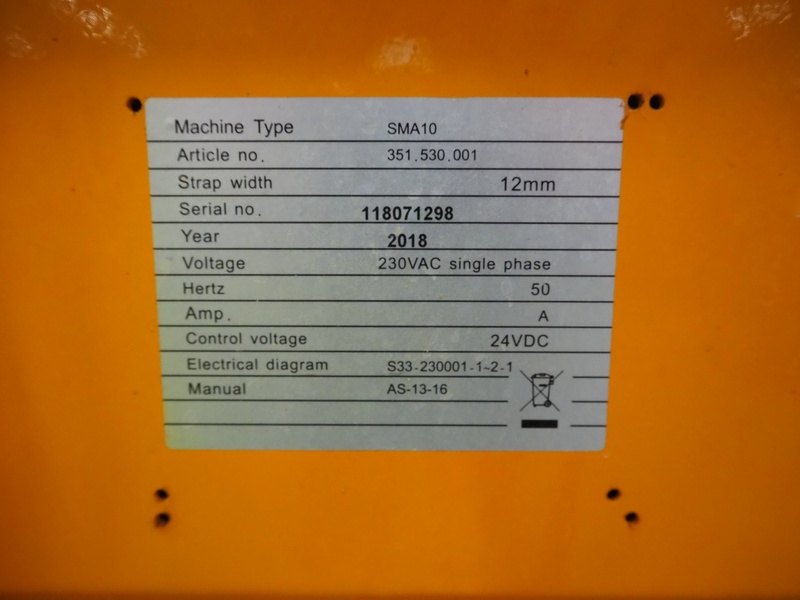 Machine Type SMA10
Article no. 351.530.001
Strap width 12mm
Serial no. 118071298
Year 2018
Voltage 230VAC single phase
Hertz 50
Amp. A
Control voltage 24VDC
Electrical diagram S33-230001-1~2-1
Manual AS-13-16